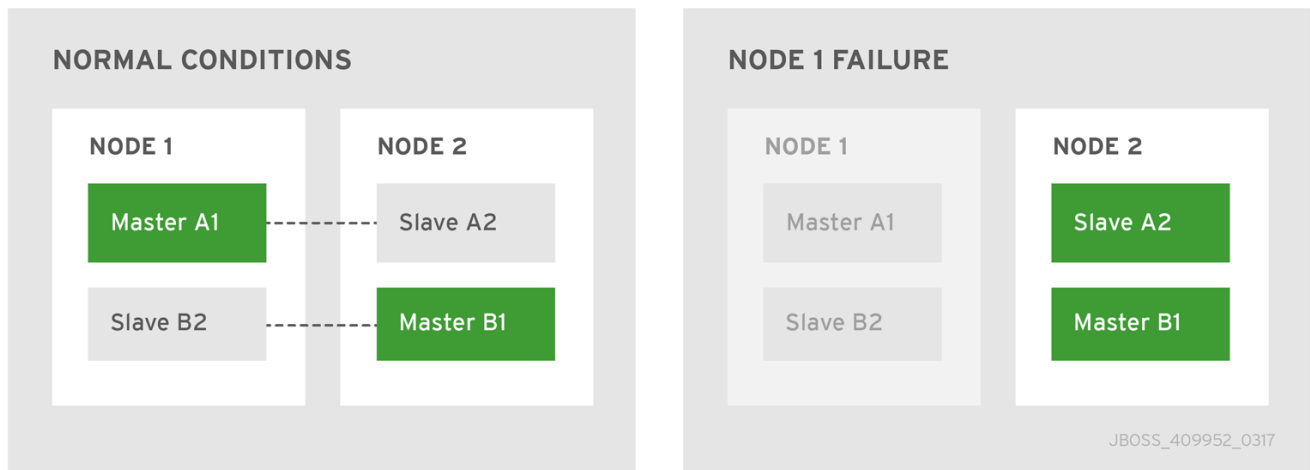 NORMAL CONDITIONS
NODE 1
Master A1
Slave B2
NODE 2
Slave A2
Master B1
NODE 1 FAILURE
NODE 1
Master A1
Slave B2
NODE 2
Slave A2
Master B1
JBOSS_409952_0317